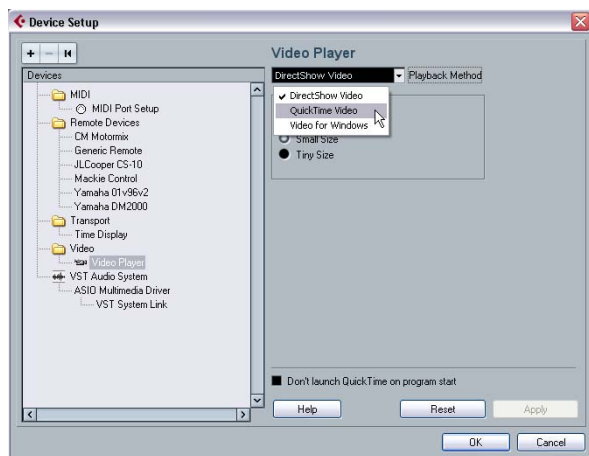 Device Setup
Video Player
Devices
DirectShow Video
Playback Method
DirectShow Video
QuickTime Video
Video for Windows
Small Size
Tiny Size
MIDI
MIDI Port Setup
Remote Devices
CM Motormix
Generic Remote
JLCooper CS-10
Mackie Control
Yamaha 01v96v2
Yamaha DM2000
Transport
Time Display
Video
Video Player
VST Audio System
ASIO Multimedia Driver
VST System Link
Don't launch QuickTime on program start
Help
Reset
Apply
OK
Cancel